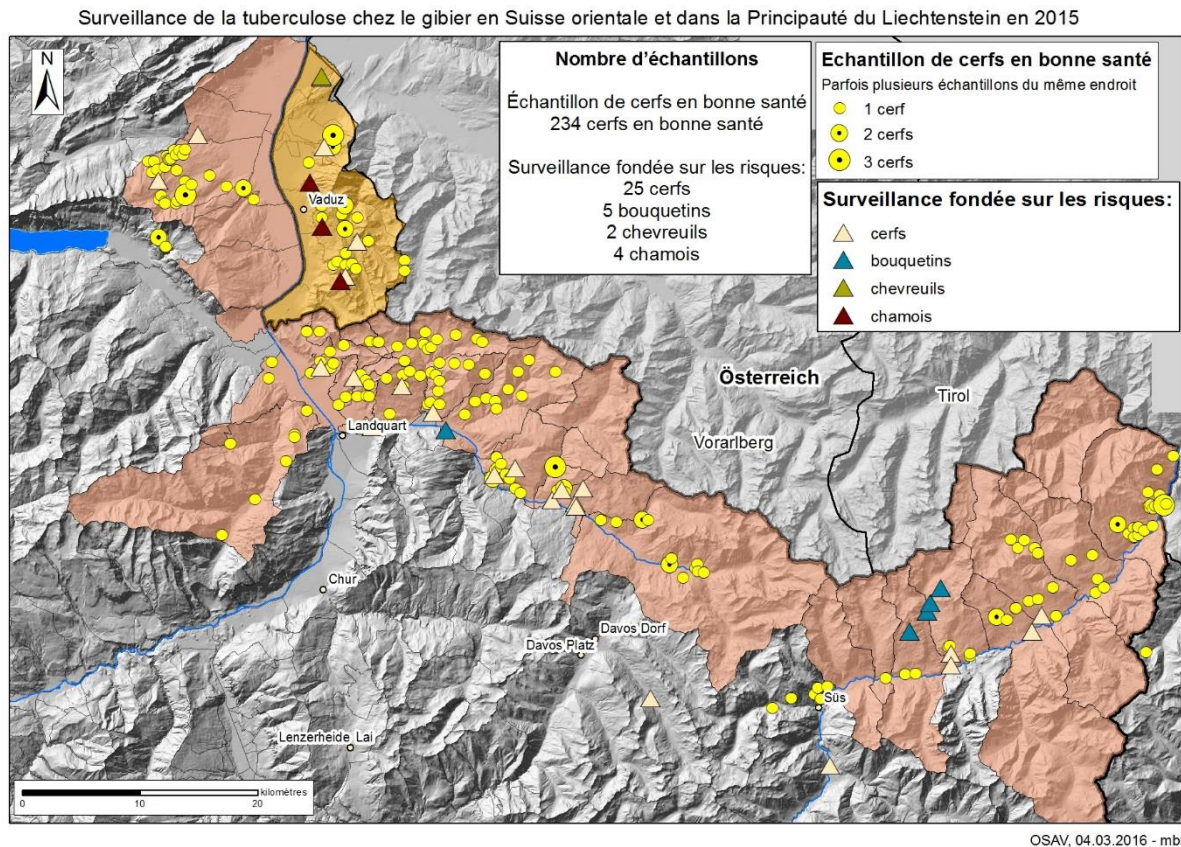 Surveillance de la tuberculose chez le gibier en Suisse orientale et dans la Principauté du Liechtenstein en 2015
N
Nombre d'échantillons
Échantillon de cerfs en bonne santé
234 cerfs en bonne santé
Surveillance fondée sur les risques:
25 cerfs
5 bouquetins
2 chevreuils
4 chamois
Echantillon de cerfs en bonne santé
Parfois plusieurs échantillons du même endroit
1 cerf
2 cerfs
3 cerfs
Surveillance fondée sur les risques:
cerfs
bouquetins
chevreuils
chamois
Vaduz
Österreich
Tirol
Vorarlberg
Landquart
Chur
Davos Dorf
Davos Platz
Süs
Lenzerheide Lai
kilomètres
0 10 20
OSAV, 04.03.2016 - mb